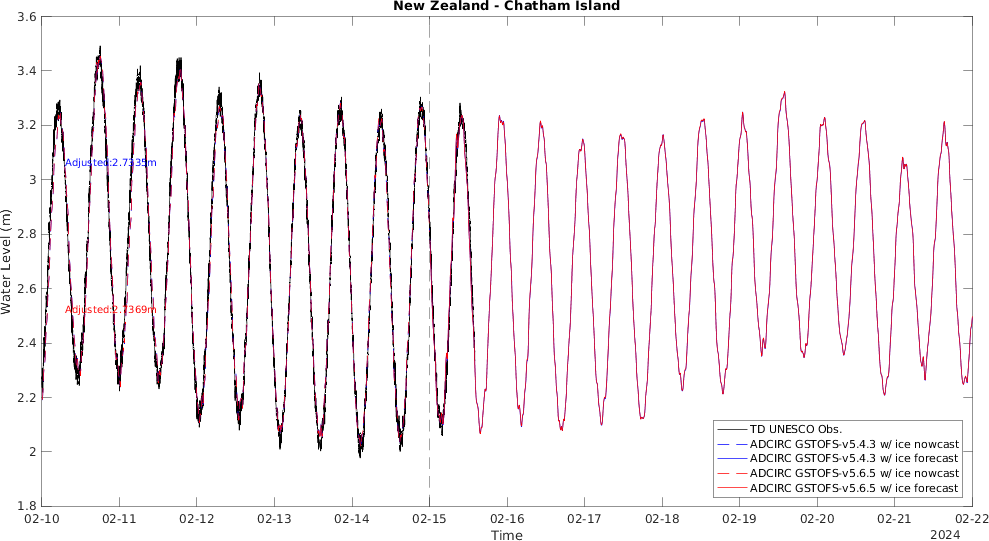 New Zealand - Chatham Island
Water Level (m)
3.6
3.4
3.2
3
2.8
2.6
2.4
2.2
2
1.8
Adjusted:2.7335m
Adjusted:2.7369m
TD UNESCO Obs.
ADCIRC GSTOFS-v5.4.3 w/ ice nowcast
ADCIRC GSTOFS-v5.4.3 w/ ice forecast
ADCIRC GSTOFS-v5.6.5 w/ ice nowcast
ADCIRC GSTOFS-v5.6.5 w/ ice forecast
02-10 02-11 02-12 02-13 02-14 02-15 02-16 02-17 02-18 02-19 02-20 02-21 02-22
Time
2024